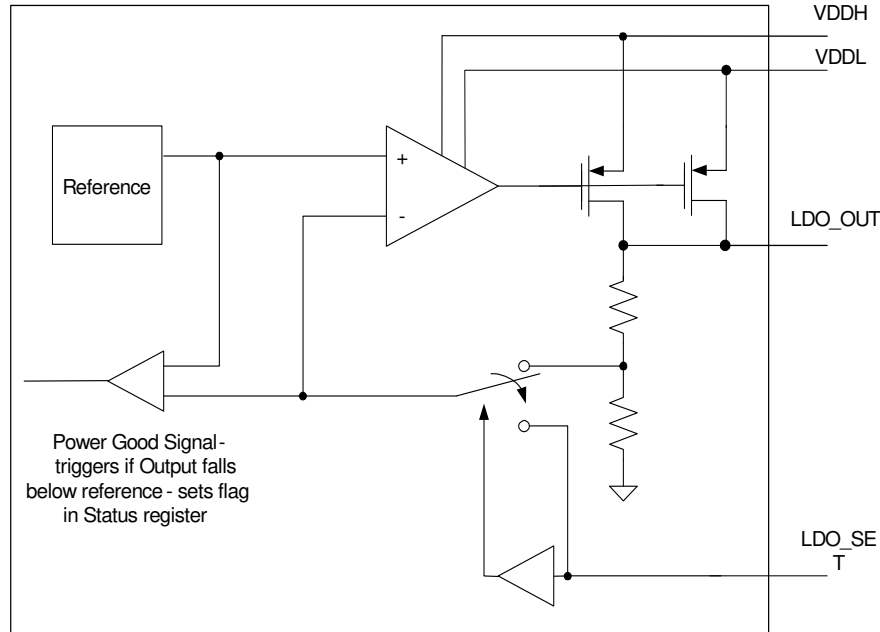 VDDH
VDDL
Reference
+
-
LDO_OUT
Power Good Signal-
triggers if Output falls
below reference - sets flag
in Status register
LDO_SE
T